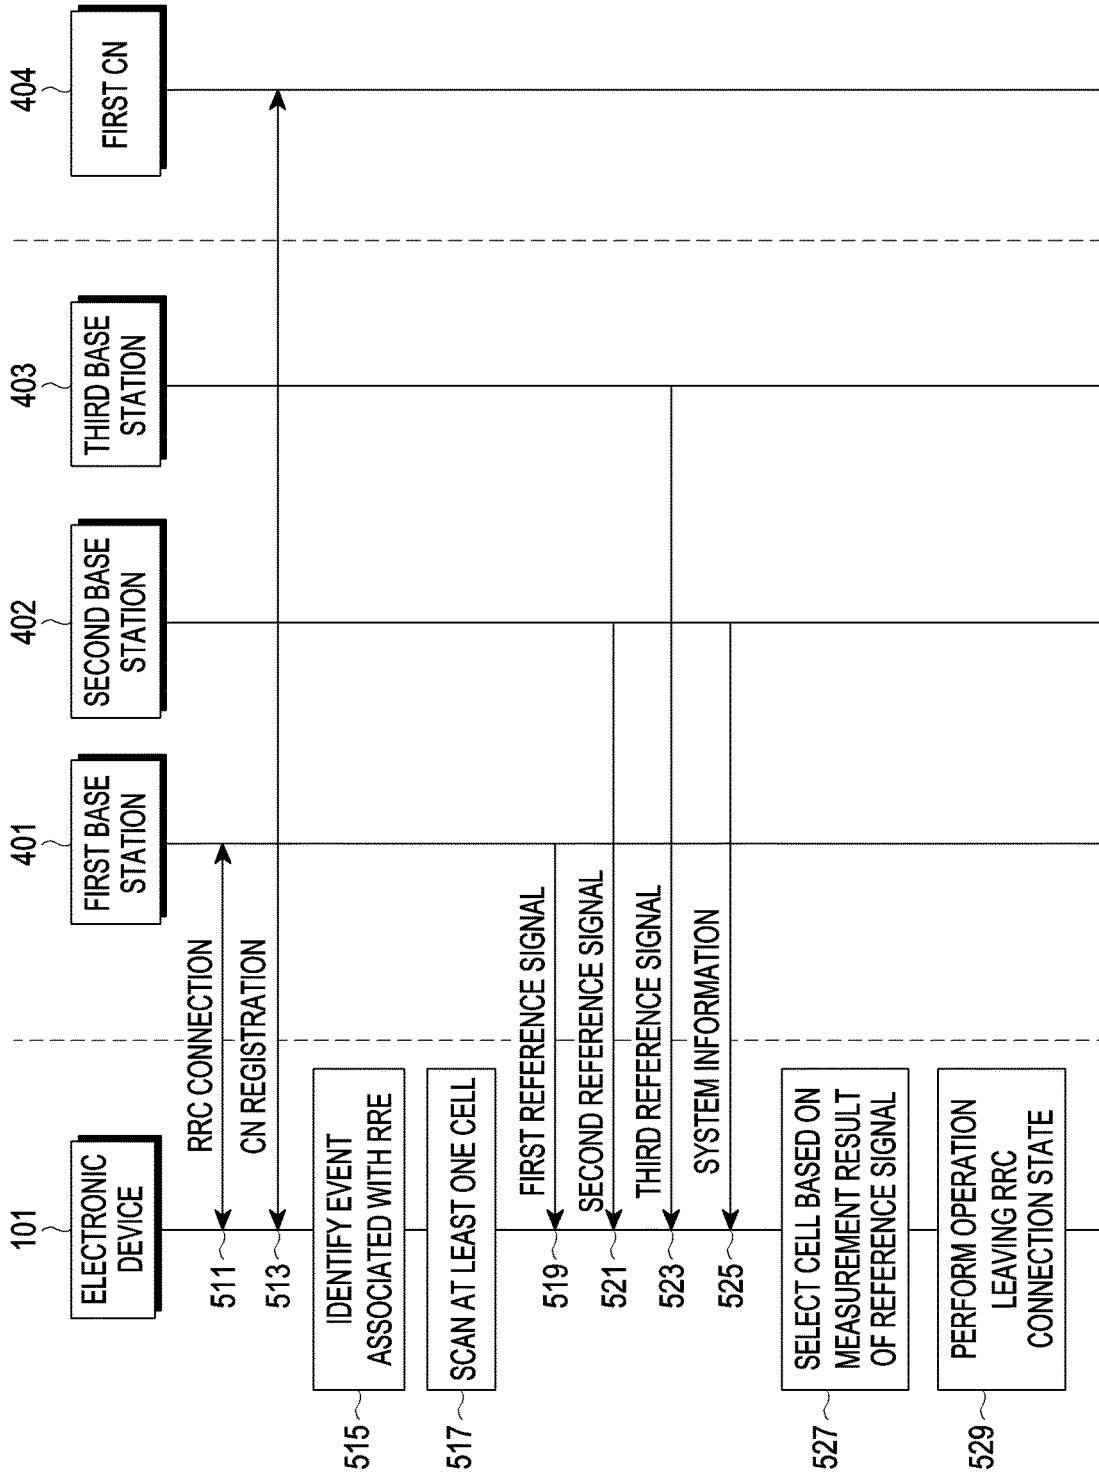 101
ELECTRONIC
DEVICE
401
FIRST BASE
STATION
402
SECOND BASE
STATION
403
THIRD BASE
STATION
404
FIRST CN
RRC CONNECTION
511
CN REGISTRATION
513
IDENTIFY EVENT
ASSOCIATED WITH RRE
515
SCAN AT LEAST ONE CELL
517
FIRST REFERENCE SIGNAL
519
SECOND REFERENCE SIGNAL
521
THIRD REFERENCE SIGNAL
523
SYSTEM INFORMATION
525
SELECT CELL BASED ON
MEASUREMENT RESULT
OF REFERENCE SIGNAL
527
PERFORM OPERATION
LEAVING RRC
CONNECTION STATE
529